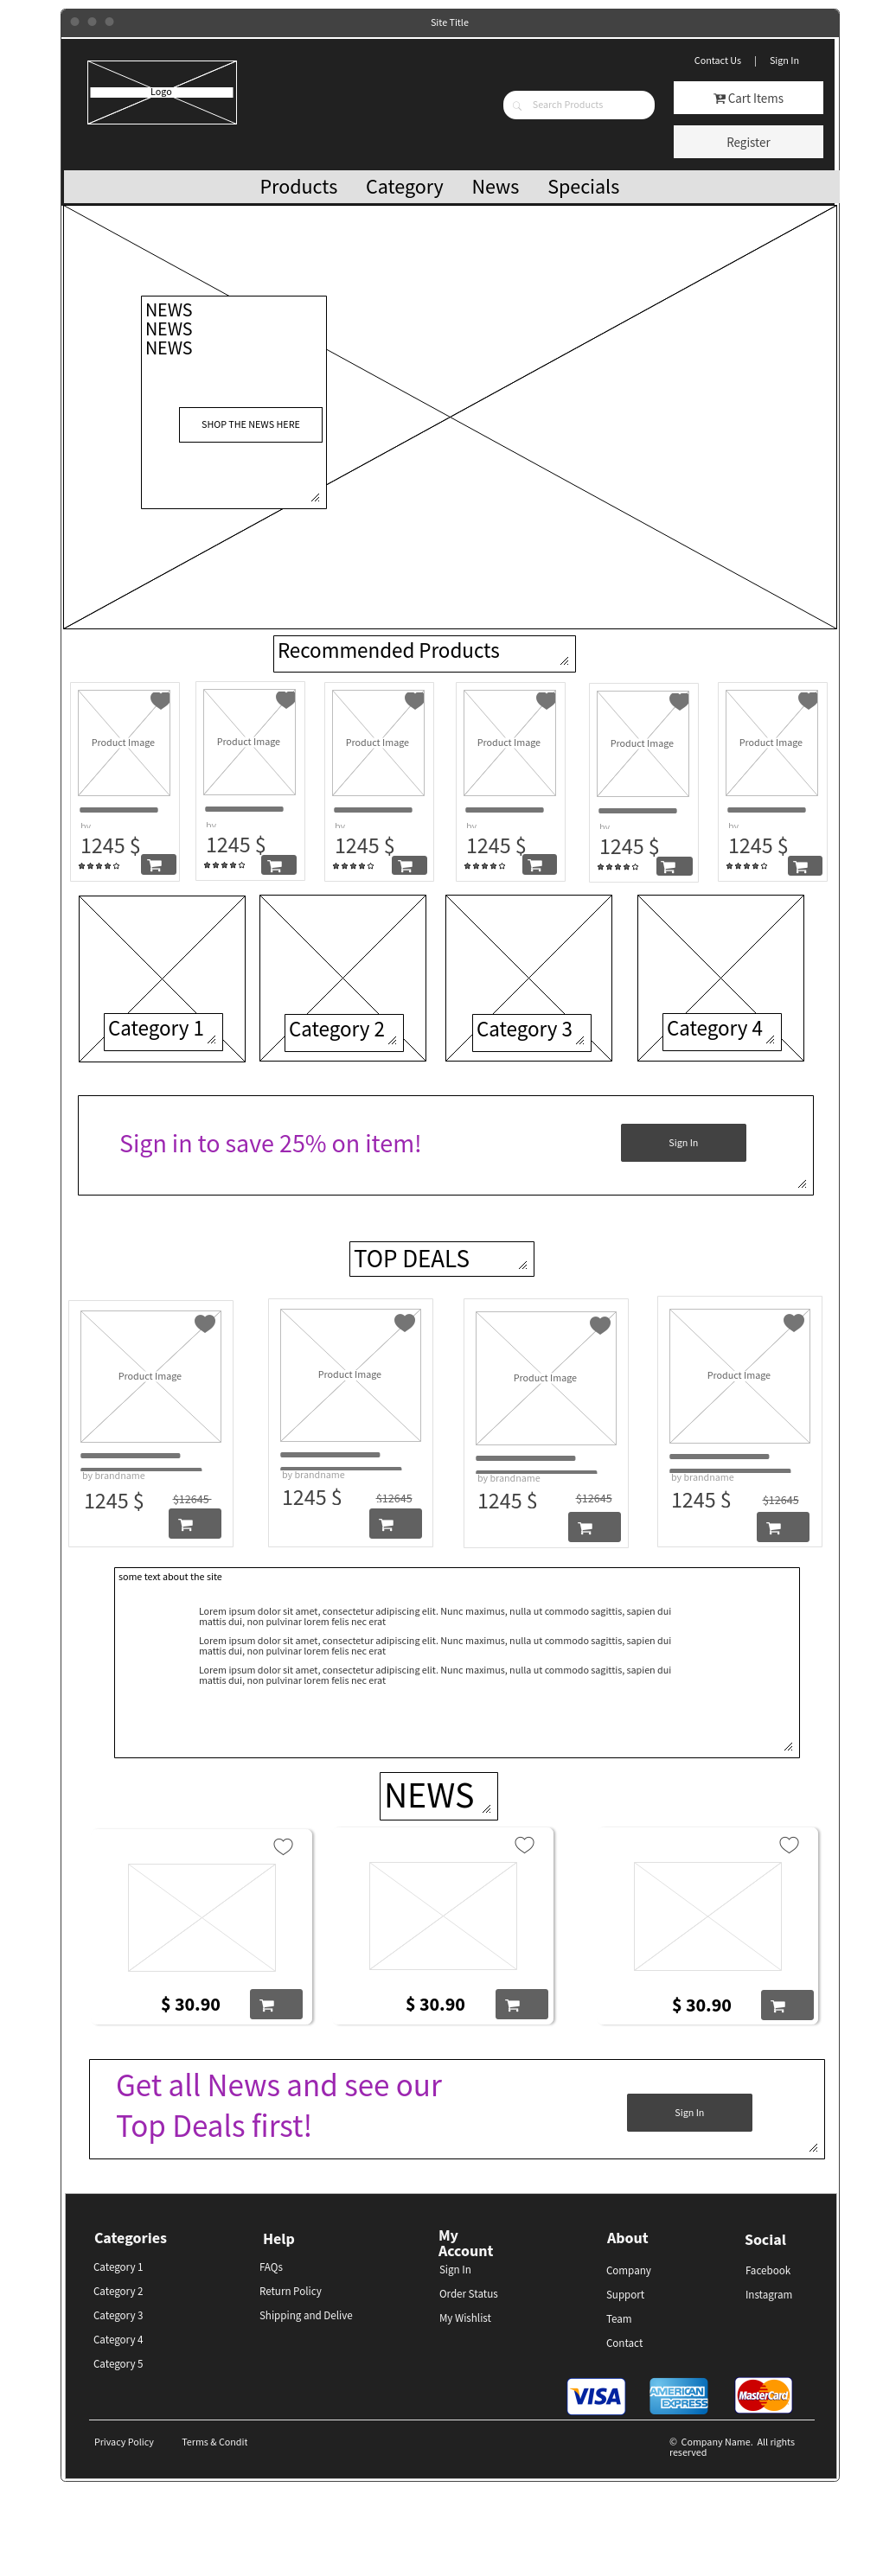 Site Title
Contact Us | Sign In
Logo
Search Products
Cart Items
Register
Products Category News Specials
NEWS
NEWS
NEWS
SHOP THE NEWS HERE
Recommended Products
Product Image Product Image Product Image Product Image Product Image Product Image
by by by by by by
1245 $ 1245 $ 1245 $ 1245 $ 1245 $ 1245 $
Category 1 Category 2 Category 3 Category 4
Sign in to save 25% on item!
Sign In
TOP DEALS
Product Image Product Image Product Image Product Image
by brandname by brandname by brandname by brandname
1245 $ $12645 1245 $ $12645 1245 $ $12645 1245 $ $12645
some text about the site
Lorem ipsum dolor sit amet, consectetur adipiscing elit. Nunc maximus, nulla ut commodo sagittis, sapien dui
mattis dui, non pulvinar lorem felis nec erat
Lorem ipsum dolor sit amet, consectetur adipiscing elit. Nunc maximus, nulla ut commodo sagittis, sapien dui
mattis dui, non pulvinar lorem felis nec erat
Lorem ipsum dolor sit amet, consectetur adipiscing elit. Nunc maximus, nulla ut commodo sagittis, sapien dui
mattis dui, non pulvinar lorem felis nec erat
NEWS
$ 30.90 $ 30.90 $ 30.90
Get all News and see our
Top Deals first!
Sign In
Categories
Category 1
Category 2
Category 3
Category 4
Category 5
Help
FAQs
Return Policy
Shipping and Delive
My
Account
Sign In
Order Status
My Wishlist
About
Company
Support
Team
Contact
Social
Facebook
Instagram
VISA
AMERICAN
EXPRESS
MasterCard
Privacy Policy Terms & Condit
© Company Name. All rights
reserved